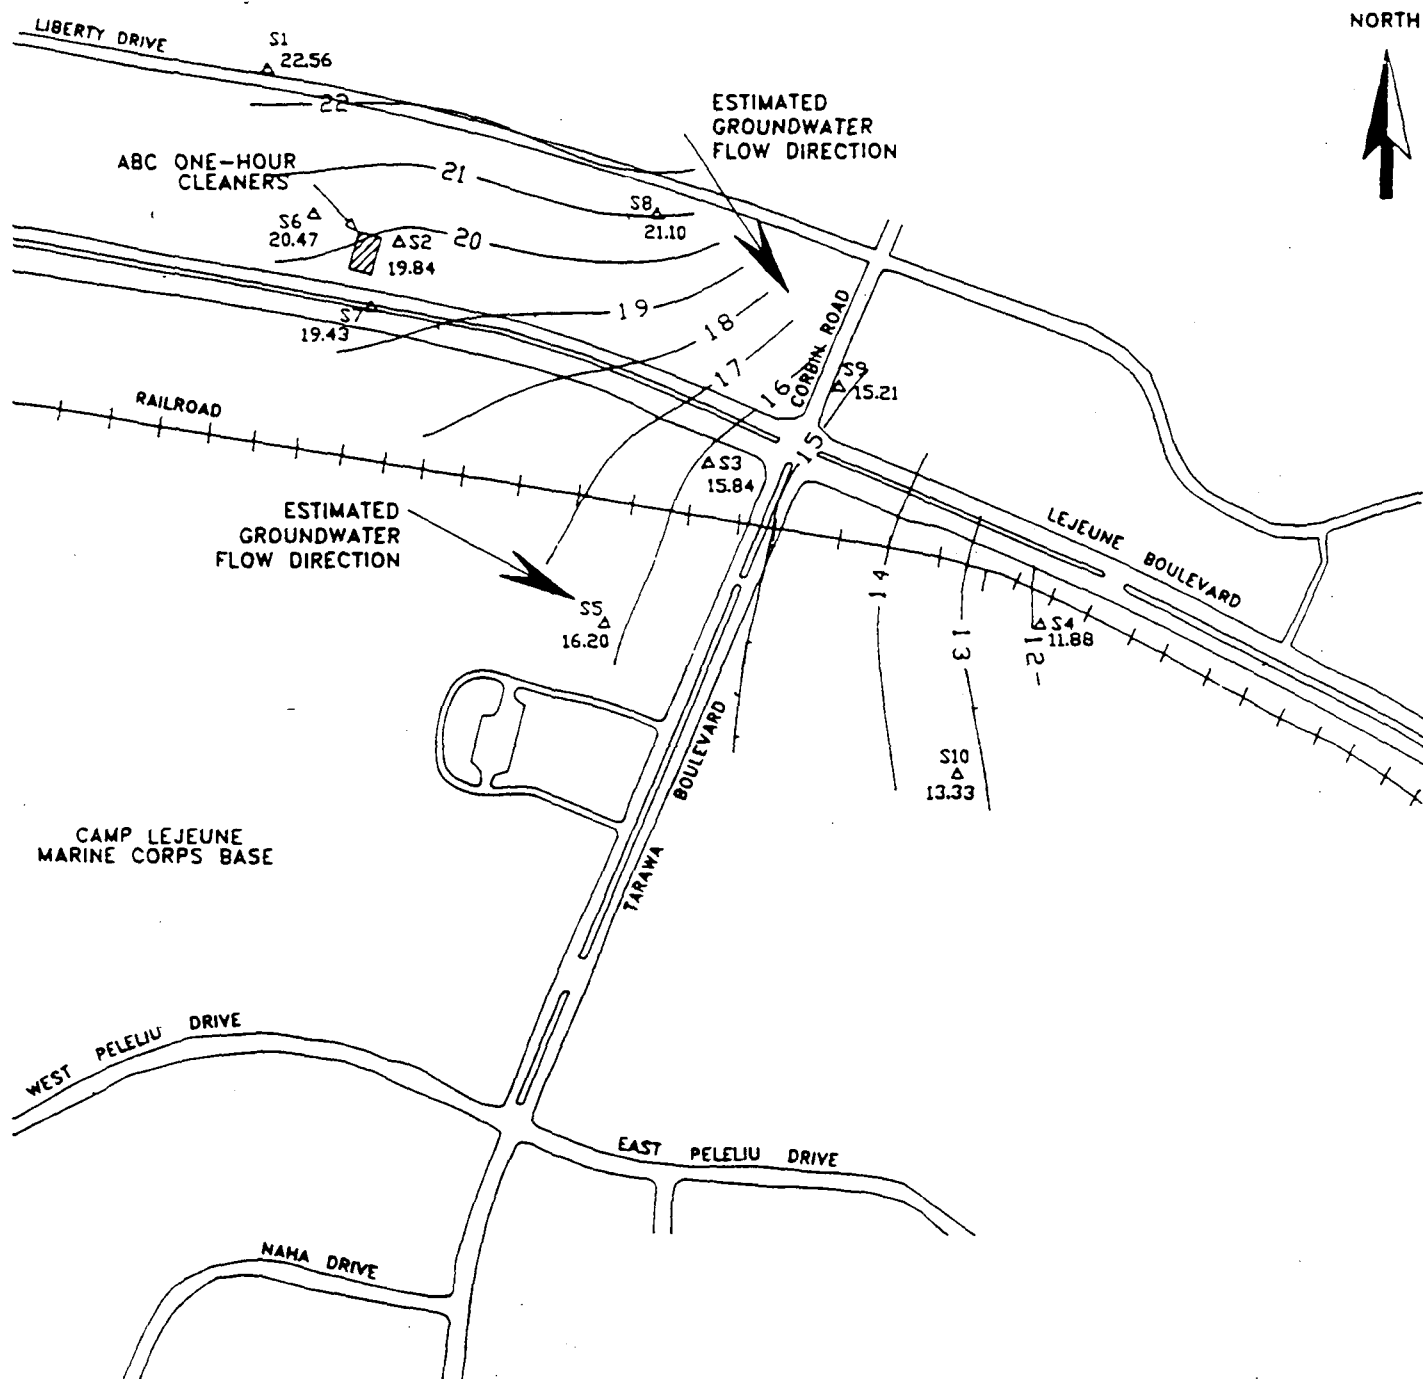 NORTH
LIBERTY DRIVE
S1
22.56
22
ESTIMATED
GROUNDWATER
FLOW DIRECTION
ABC ONE-HOUR
CLEANERS
21
S6
20.47
S2
19.84
20
S8
21.10
S7
19.43
19
18
17
16
CORBIN ROAD
S9
15.21
RAILROAD
15
S3
15.84
ESTIMATED
GROUNDWATER
FLOW DIRECTION
LEJEUNE BOULEVARD
14
13
12
S5
16.20
S4
11.88
S10
13.33
TARAWA BOULEVARD
CAMP LEJEUNE
MARINE CORPS BASE
WEST PELELIU DRIVE
EAST PELELIU DRIVE
NAHA DRIVE